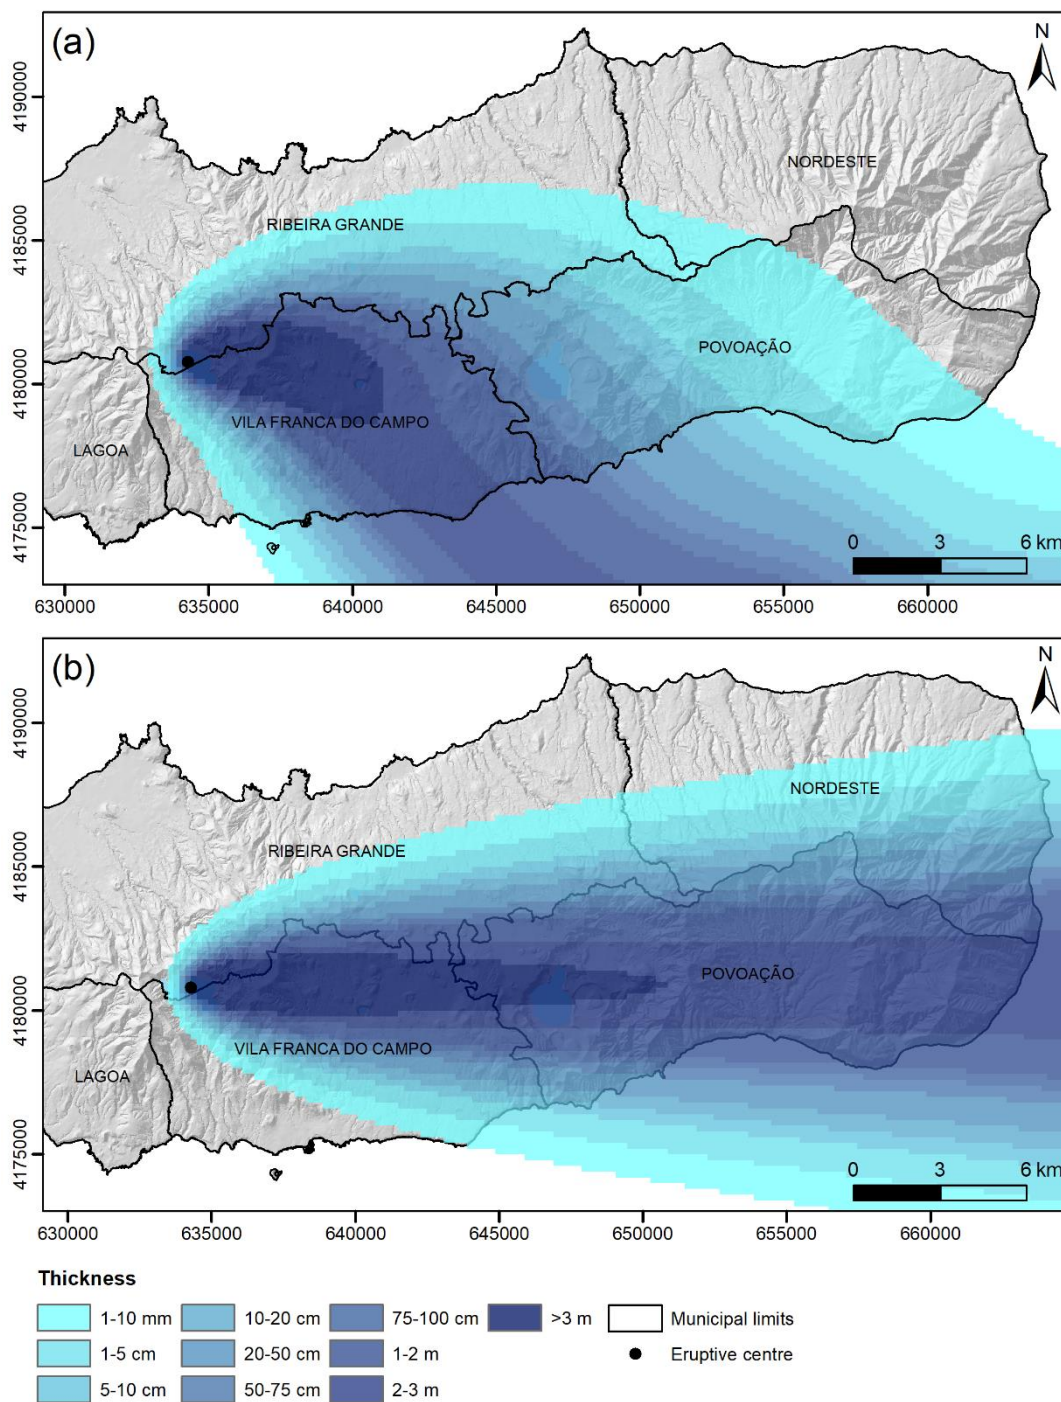 (a)
N
4190000
4185000
4180000
4175000
NORDESTE
RIBEIRA GRANDE
POVOAÇÃO
VILA FRANCA DO CAMPO
LAGOA
0 3 6 km
630000 635000 640000 645000 650000 655000 660000
(b)
N
4190000
4185000
4180000
4175000
NORDESTE
RIBEIRA GRANDE
POVOAÇÃO
VILA FRANCA DO CAMPO
LAGOA
0 3 6 km
630000 635000 640000 645000 650000 655000 660000
Thickness
1-10 mm 10-20 cm 75-100 cm >3 m Municipal limits
1-5 cm 20-50 cm 1-2 m Eruptive centre
5-10 cm 50-75 cm 2-3 m